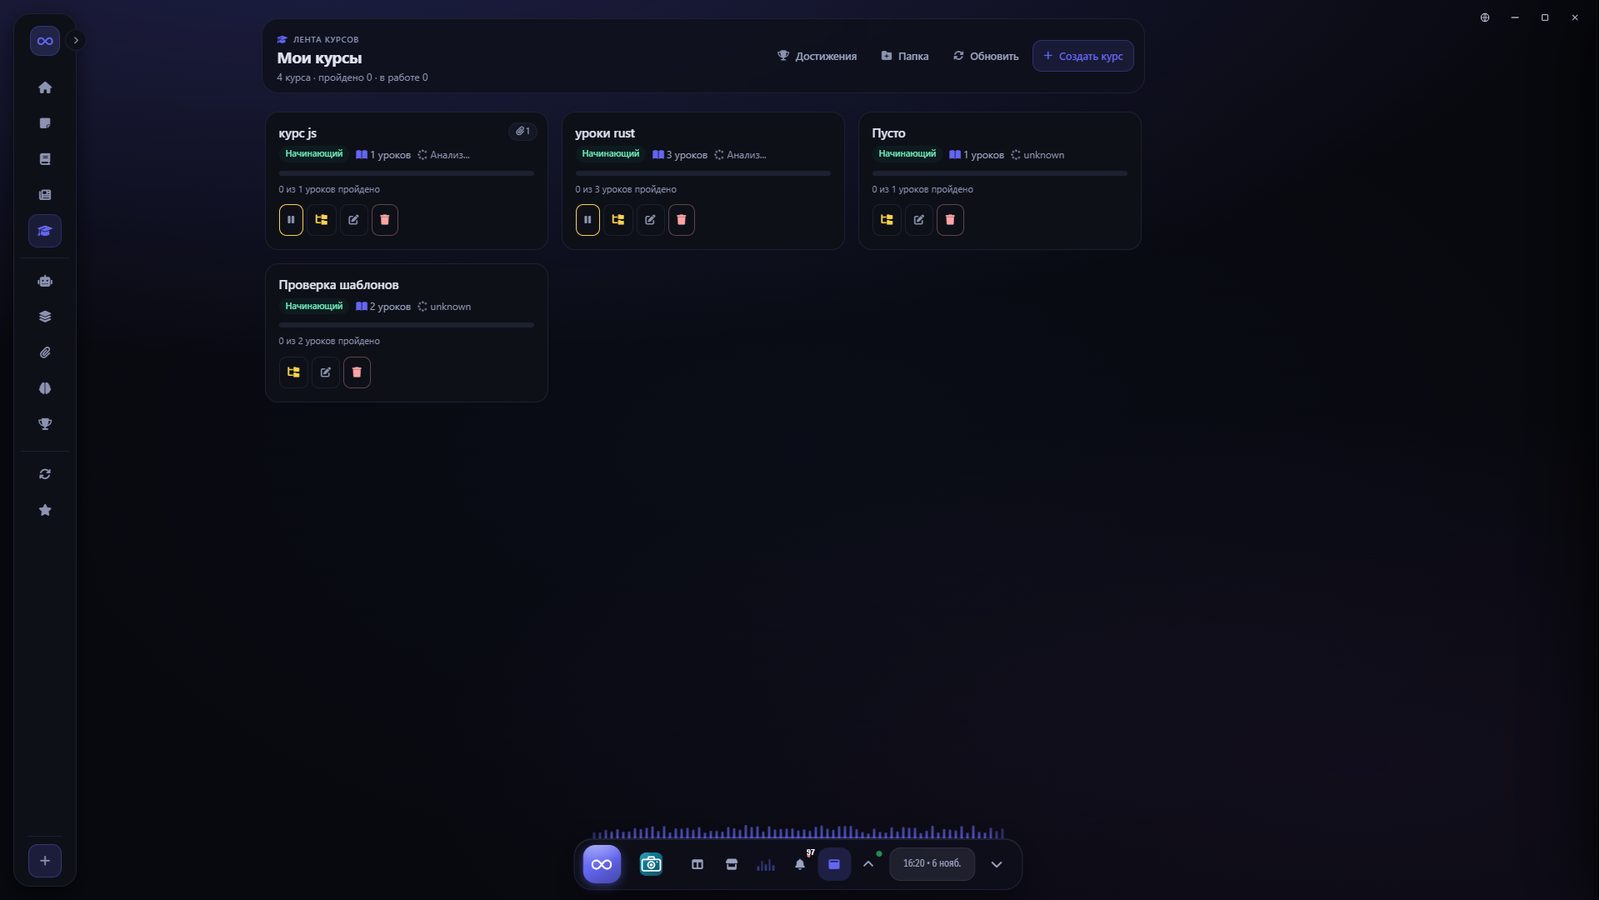 ЛЕНТА КУРСОВ
Мои курсы
4 курса · пройдено 0 · в работе 0
Достижения
Папка
Обновить
+ Создать курс
курс js
1
Начинающий
1 уроков
Анализ...
0 из 1 уроков пройдено
уроки rust
Начинающий
3 уроков
Анализ...
0 из 3 уроков пройдено
Пусто
Начинающий
1 уроков
unknown
0 из 1 уроков пройдено
Проверка шаблонов
Начинающий
2 уроков
unknown
0 из 2 уроков пройдено
97
16:20 • 6 нояб.